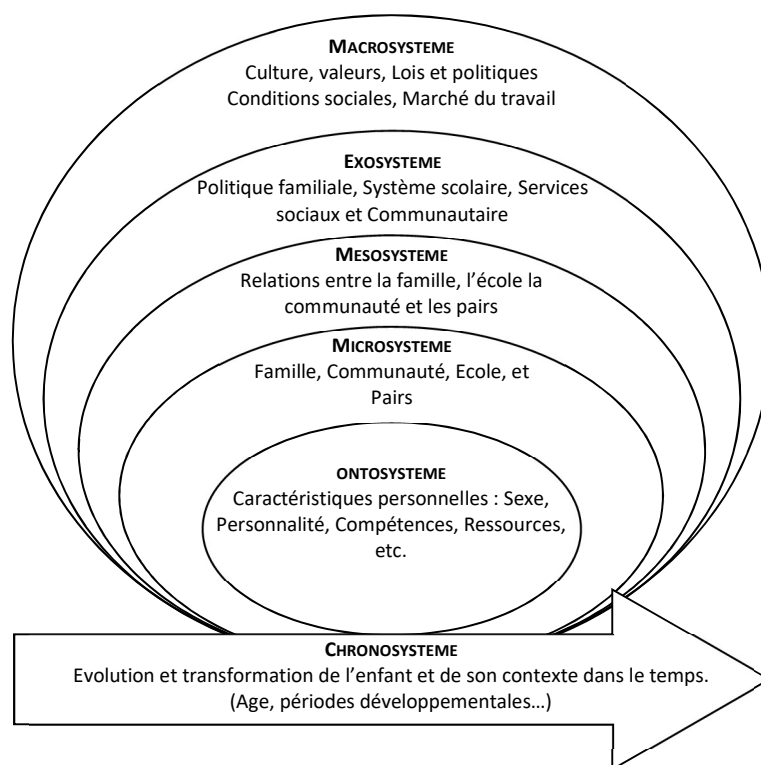 MACROSYSTEME
Culture, valeurs, Lois et politiques
Conditions sociales, Marché du travail
EXOSYSTEME
Politique familiale, Système scolaire, Services
sociaux et Communautaire
MESOSYSTEME
Relations entre la famille, l'école la
communauté et les pairs
MICROSYSTEME
Famille, Communauté, Ecole, et
Pairs
ONTOSYSTEME
Caractéristiques personnelles : Sexe,
Personnalité, Compétences, Ressources,
etc.
CHRONOSYSTEME
Evolution et transformation de l'enfant et de son contexte dans le temps.
(Age, périodes développementales…)